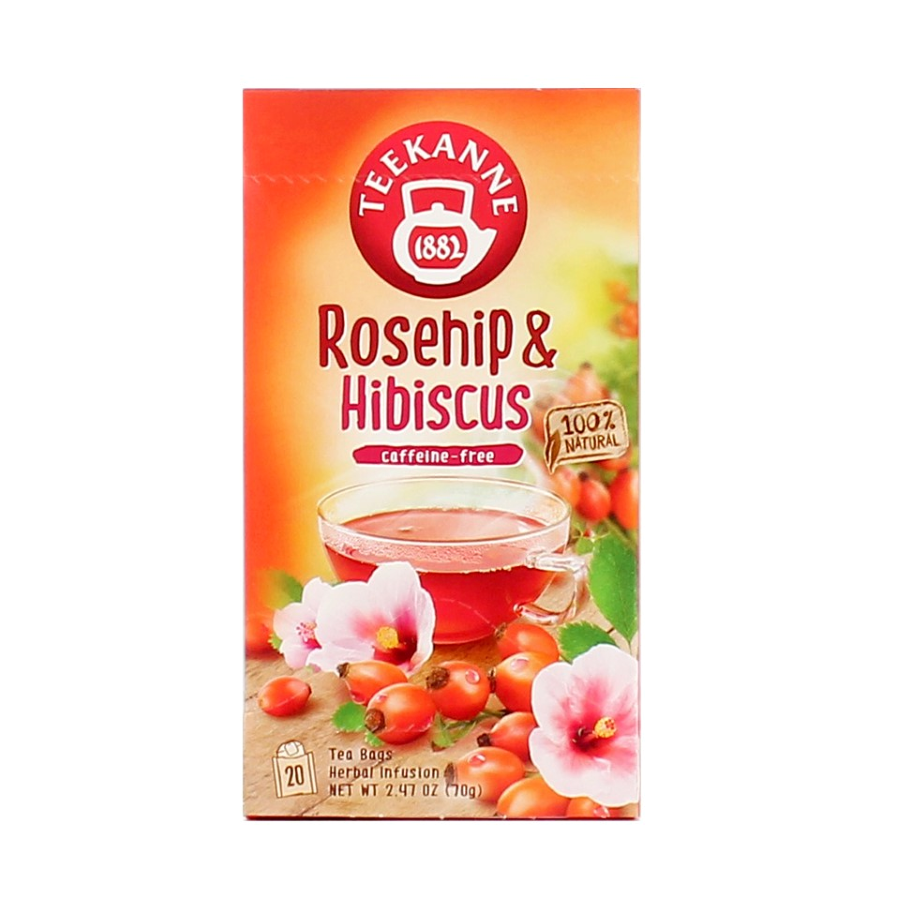 TEEKANNE
1882
Rosehip &
Hibiscus
caffeine-free
100%
NATURAL
20
Tea Bags
Herbal Infusion
NET WT 2.47 OZ (70g)